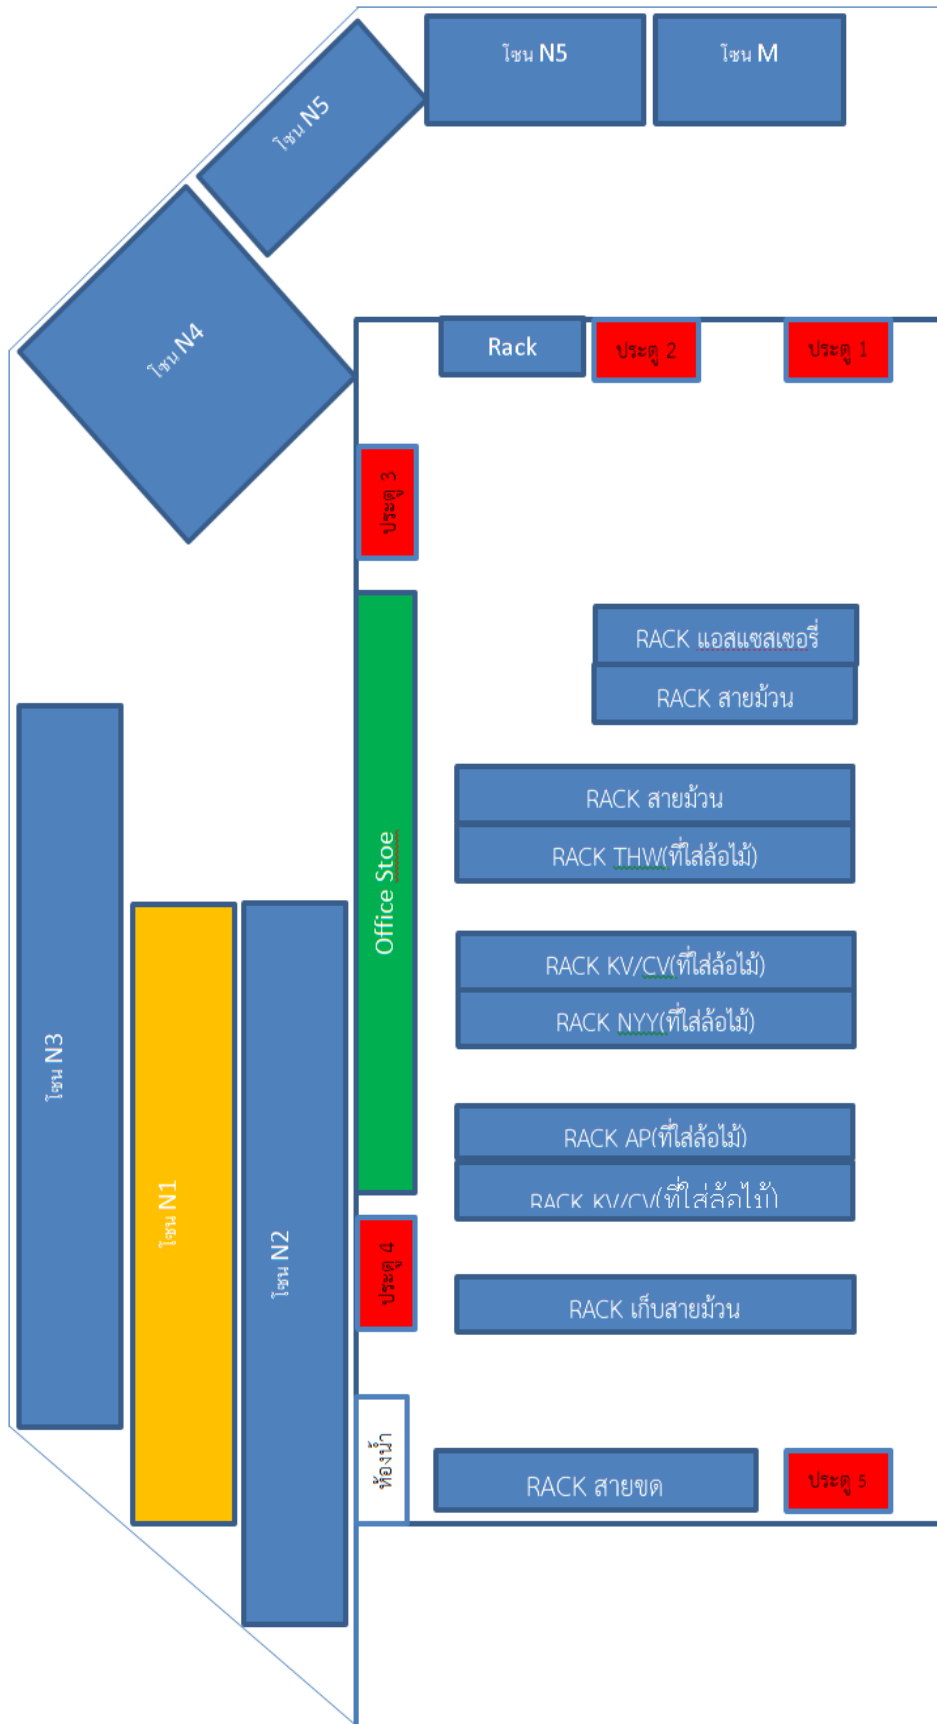 โซน N5
โซน M
โซน N5
โซน N4
Rack
ประตู 2
ประตู 1
ประตู 3
RACK แอสแซสเซอรี่
RACK สายม้วน
RACK สายม้วน
RACK THW(ที่ใส่ล้อไม้)
Office Stoe
RACK KV/CV(ที่ใส่ล้อไม้)
RACK NYY(ที่ใส่ล้อไม้)
โซน N3
RACK AP(ที่ใส่ล้อไม้)
RACK KV/CV(ที่ใส่ล้อไม้)
โซน N1
โซน N2
ประตู 4
RACK เก็บสายม้วน
ห้องน้ำ
RACK สายขด
ประตู 5